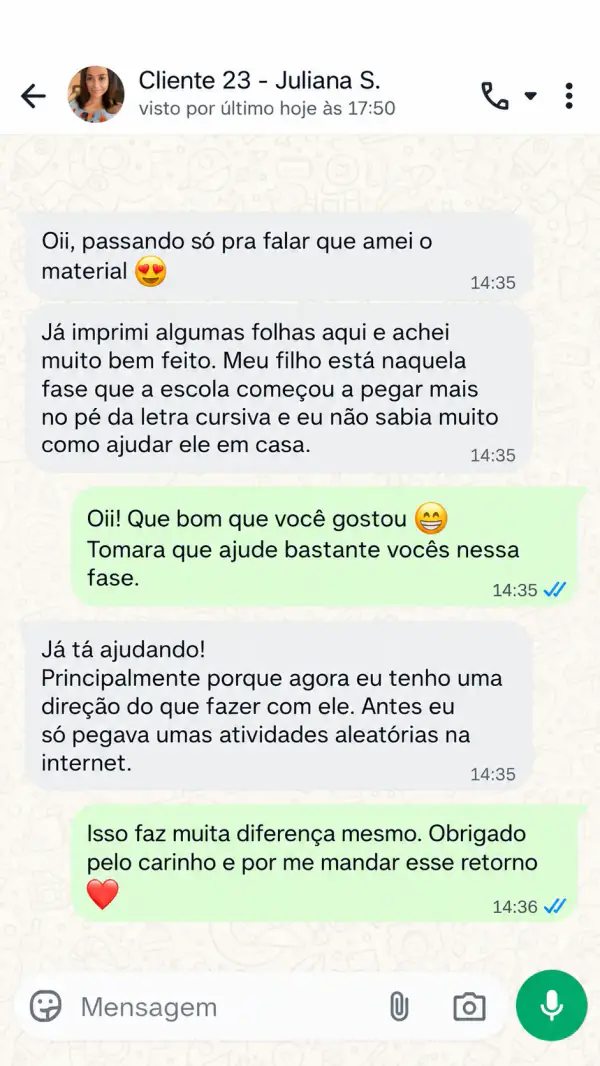 Cliente 23 - Juliana S.
visto por último hoje às 17:50
Oii, passando só pra falar que amei o
material 😍
14:35
Já imprimi algumas folhas aqui e achei
muito bem feito. Meu filho está naquela
fase que a escola começou a pegar mais
no pé da letra cursiva e eu não sabia muito
como ajudar ele em casa.
14:35
Oii! Que bom que você gostou 😁
Tomara que ajude bastante vocês nessa
fase.
14:35
Já tá ajudando!
Principalmente porque agora eu tenho uma
direção do que fazer com ele. Antes eu
só pegava umas atividades aleatórias na
internet.
14:35
Isso faz muita diferença mesmo. Obrigado
pelo carinho e por me mandar esse retorno
❤️
14:36
Mensagem